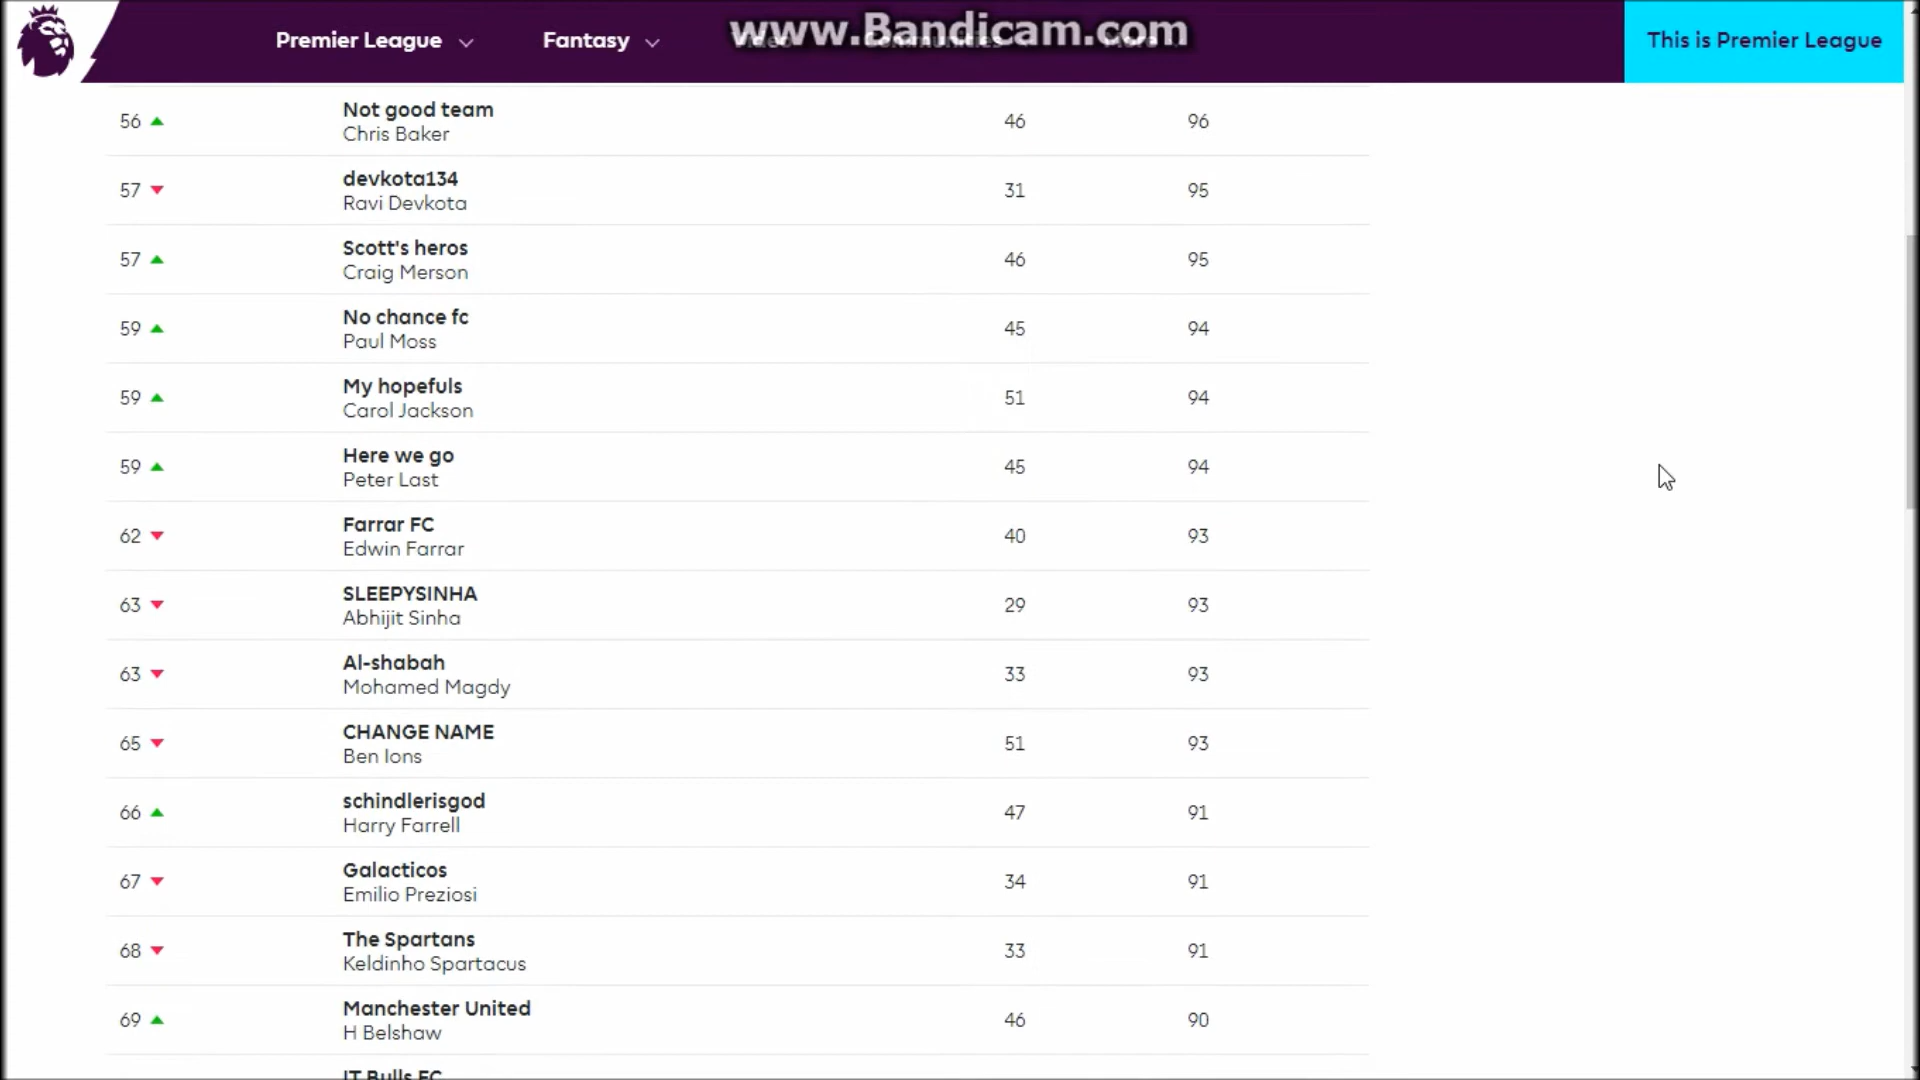 www.Bandicam.com
Premier League
Fantasy
This is Premier League
56 Not good team 46 96
Chris Baker
57 devkota134 31 95
Ravi Devkota
57 Scott's heros 46 95
Craig Merson
59 No chance fc 45 94
Paul Moss
59 My hopefuls 51 94
Carol Jackson
59 Here we go 45 94
Peter Last
62 Farrar FC 40 93
Edwin Farrar
63 SLEEPYSINHA 29 93
Abhijit Sinha
63 Al-shabah 33 93
Mohamed Magdy
65 CHANGE NAME 51 93
Ben Ions
66 schindlerisgod 47 91
Harry Farrell
67 Galacticos 34 91
Emilio Preziosi
68 The Spartans 33 91
Keldinho Spartacus
69 Manchester United 46 90
H Belshaw
IT Bulls FC